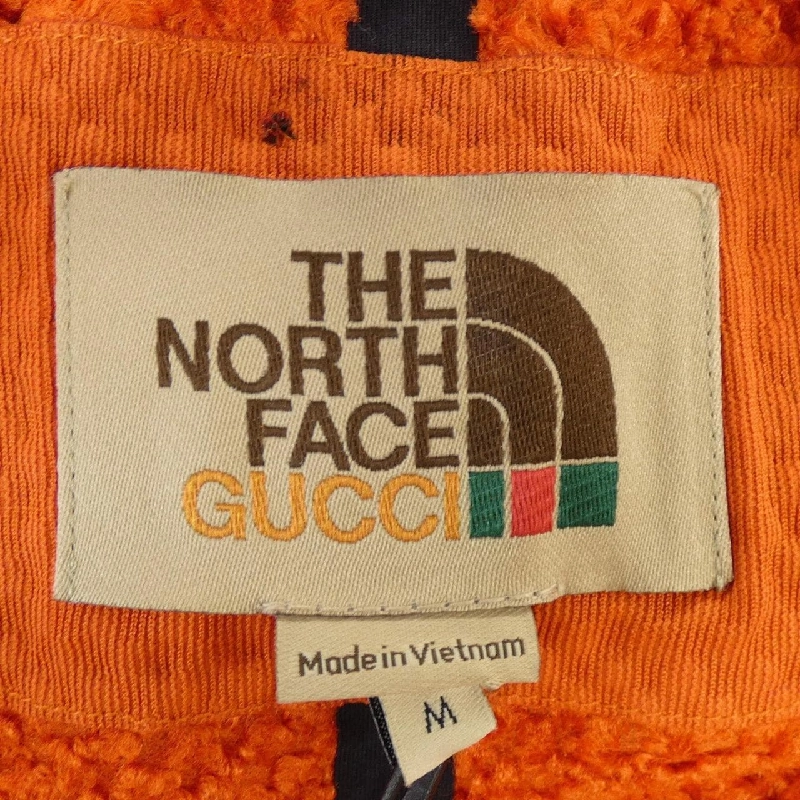 THE
NORTH
FACE
GUCCI
Made in Vietnam
M